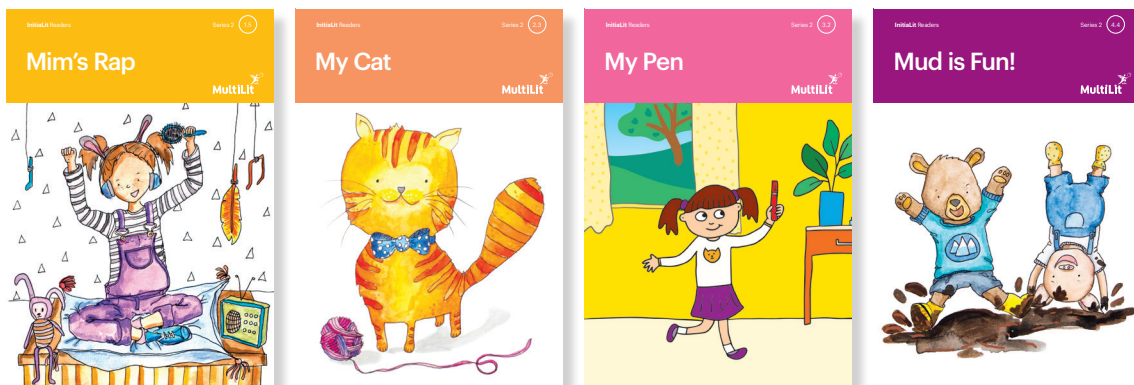 InitiaLit Readers Series 2 1.5
Mim's Rap
MultiLit
InitiaLit Readers Series 2 2.3
My Cat
MultiLit
InitiaLit Readers Series 2 3.2
My Pen
MultiLit
InitiaLit Readers Series 2 4.4
Mud is Fun!
MultiLit